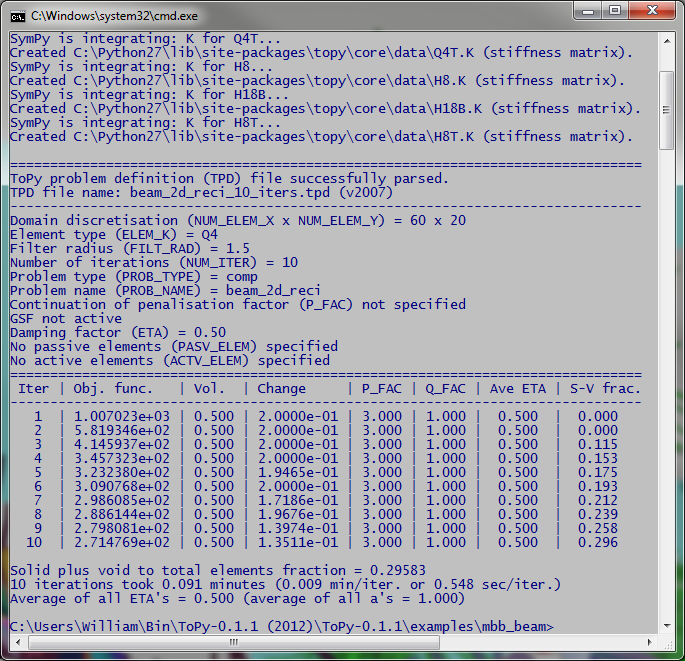 C:\Windows\system32\cmd.exe
SymPy is integrating: K for Q4T...
Created C:\Python27\lib\site-packages\topy\core\data\Q4T.K (stiffness matrix).
SymPy is integrating: K for H8...
Created C:\Python27\lib\site-packages\topy\core\data\H8.K (stiffness matrix).
SymPy is integrating: K for H18B...
Created C:\Python27\lib\site-packages\topy\core\data\H18B.K (stiffness matrix).
SymPy is integrating: K for H8T...
Created C:\Python27\lib\site-packages\topy\core\data\H8T.K (stiffness matrix).
===============================================================================
ToPy problem definition (TPD) file successfully parsed.
TPD file name: beam_2d_reci_10_iters.tpd (v2007)
-------------------------------------------------------------------------------
Domain discretisation (NUM_ELEM_X x NUM_ELEM_Y) = 60 x 20
Element type (ELEM_K) = Q4
Filter radius (FILT_RAD) = 1.5
Number of iterations (NUM_ITER) = 10
Problem type (PROB_TYPE) = comp
Problem name (PROB_NAME) = beam_2d_reci
Continuation of penalisation factor (P_FAC) not specified
GSF not active
Damping factor (ETA) = 0.50
No passive elements (PASV_ELEM) specified
No active elements (ACTV_ELEM) specified
===============================================================================
Iter | Obj. func. | Vol. | Change | P_FAC | Q_FAC | Ave ETA | S-V frac.
-------------------------------------------------------------------------------
1 | 1.007023e+03 | 0.500 | 2.0000e-01 | 3.000 | 1.000 | 0.500 | 0.000
2 | 5.819346e+02 | 0.500 | 2.0000e-01 | 3.000 | 1.000 | 0.500 | 0.000
3 | 4.145937e+02 | 0.500 | 2.0000e-01 | 3.000 | 1.000 | 0.500 | 0.115
4 | 3.457323e+02 | 0.500 | 2.0000e-01 | 3.000 | 1.000 | 0.500 | 0.153
5 | 3.232380e+02 | 0.500 | 1.9465e-01 | 3.000 | 1.000 | 0.500 | 0.175
6 | 3.090768e+02 | 0.500 | 2.0000e-01 | 3.000 | 1.000 | 0.500 | 0.193
7 | 2.986085e+02 | 0.500 | 1.7186e-01 | 3.000 | 1.000 | 0.500 | 0.212
8 | 2.886144e+02 | 0.500 | 1.9676e-01 | 3.000 | 1.000 | 0.500 | 0.239
9 | 2.798081e+02 | 0.500 | 1.3974e-01 | 3.000 | 1.000 | 0.500 | 0.258
10 | 2.714769e+02 | 0.500 | 1.3511e-01 | 3.000 | 1.000 | 0.500 | 0.296
Solid plus void to total elements fraction = 0.29583
10 iterations took 0.091 minutes (0.009 min/iter. or 0.548 sec/iter.)
Average of all ETA's = 0.500 (average of all a's = 1.000)
C:\Users\William\Bin\ToPy-0.1.1 (2012)\ToPy-0.1.1\examples\mbb_beam>